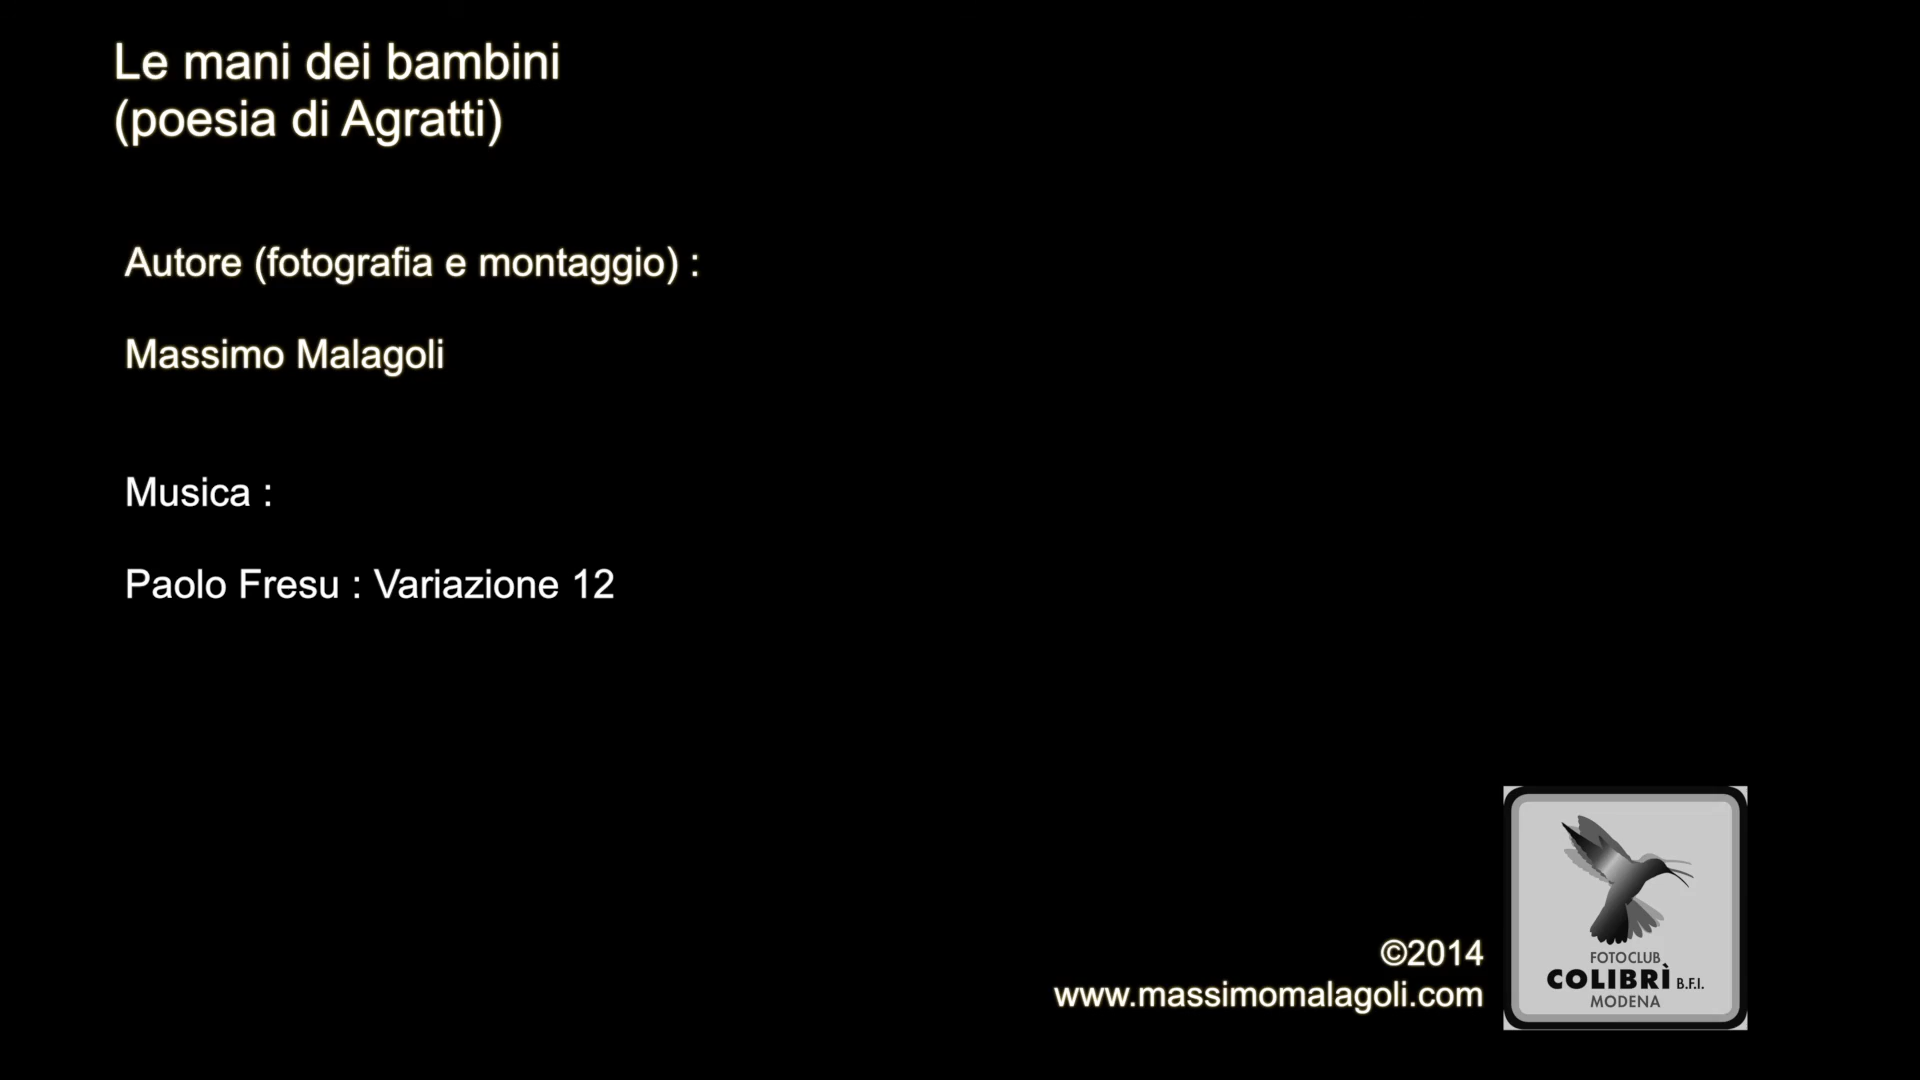 Le mani dei bambini
(poesia di Agratti)
Autore (fotografia e montaggio) :
Massimo Malagoli
Musica :
Paolo Fresu : Variazione 12
©2014
www.massimomalagoli.com
FOTOCLUB
COLIBRÌ B.F.I.
MODENA